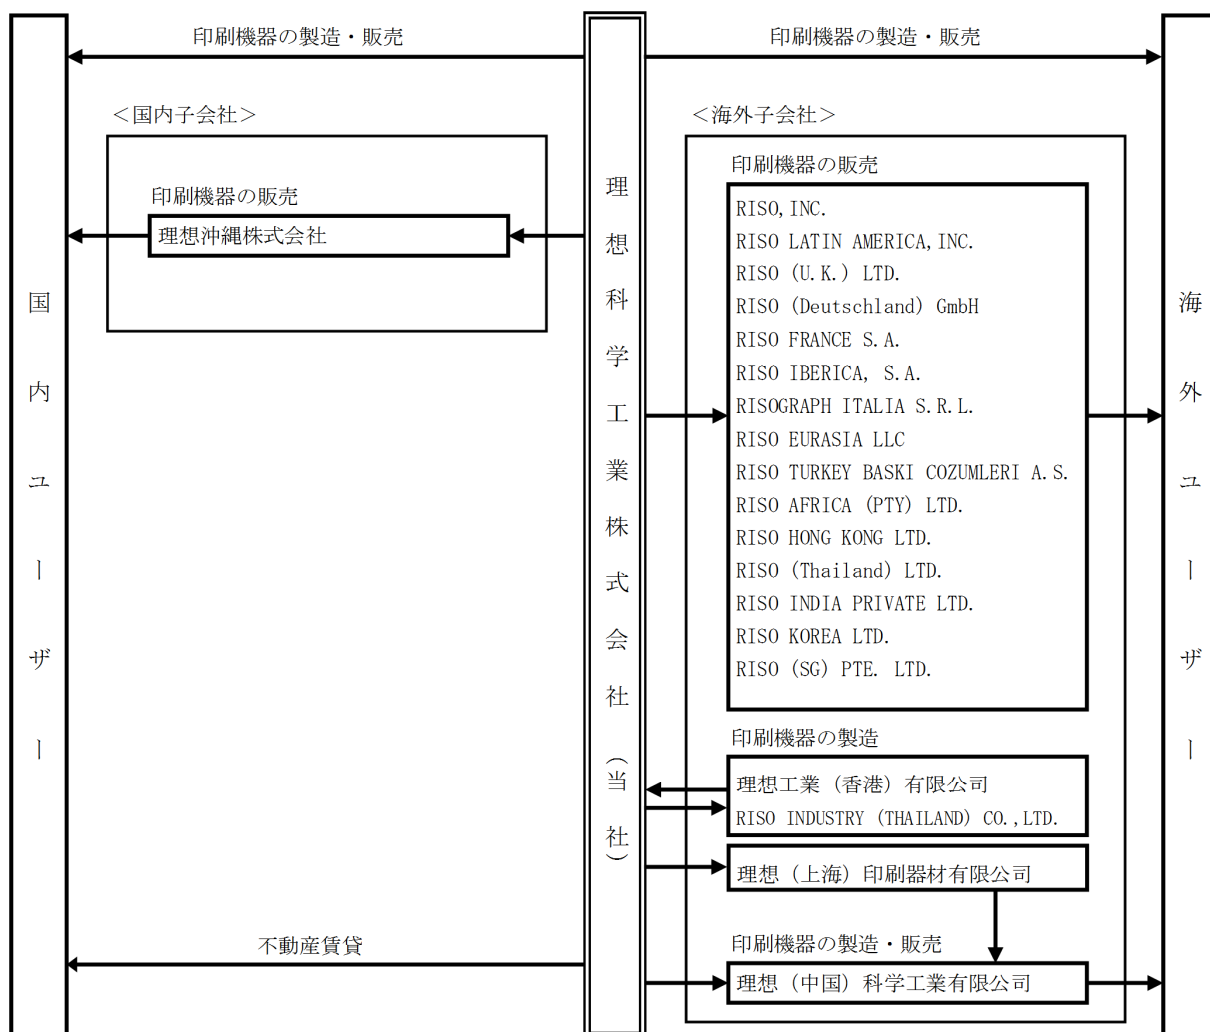 印刷機器の製造・販売
印刷機器の製造・販売
国内ユーザー
＜国内子会社＞
印刷機器の販売
理想沖縄株式会社
不動産賃貸
理想科学工業株式会社（当社）
＜海外子会社＞
印刷機器の販売
RISO,INC.
RISO LATIN AMERICA,INC.
RISO (U.K.) LTD.
RISO (Deutschland) GmbH
RISO FRANCE S.A.
RISO IBERICA, S.A.
RISOGRAPH ITALIA S.R.L.
RISO EURASIA LLC
RISO TURKEY BASKI COZUMLERI A.S.
RISO AFRICA (PTY) LTD.
RISO HONG KONG LTD.
RISO (Thailand) LTD.
RISO INDIA PRIVATE LTD.
RISO KOREA LTD.
RISO (SG) PTE. LTD.
印刷機器の製造
理想工業（香港）有限公司
RISO INDUSTRY (THAILAND) CO.,LTD.
理想（上海）印刷器材有限公司
印刷機器の製造・販売
理想（中国）科学工業有限公司
海外ユーザー